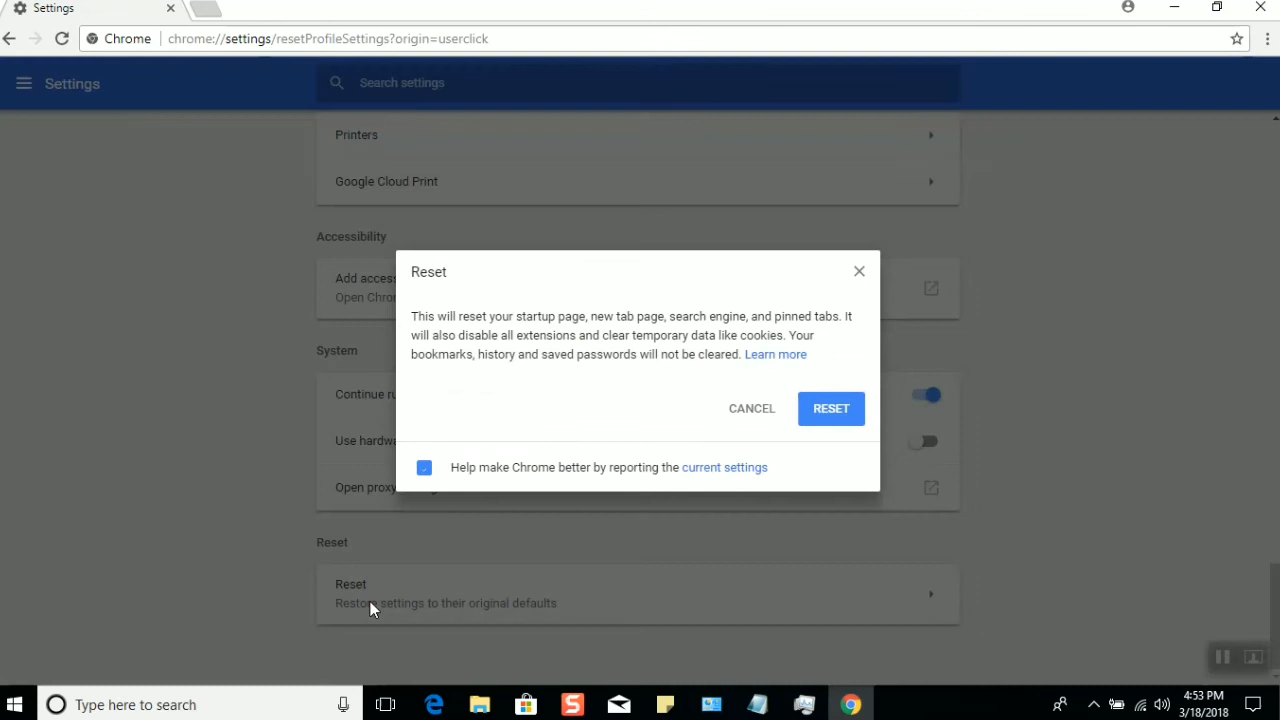 Settings
Chrome chrome://settings/resetProfileSettings?origin=userclick
Settings
Search settings
Printers
Google Cloud Print
Accessibility
Add acces
Open Chro
System
Continue ru
Use hardwa
Open proxy
Reset
Reset
Restore settings to their original defaults
Reset
This will reset your startup page, new tab page, search engine, and pinned tabs. It
will also disable all extensions and clear temporary data like cookies. Your
bookmarks, history and saved passwords will not be cleared. Learn more
CANCEL
RESET
Help make Chrome better by reporting the current settings
Type here to search
4:53 PM
3/18/2018